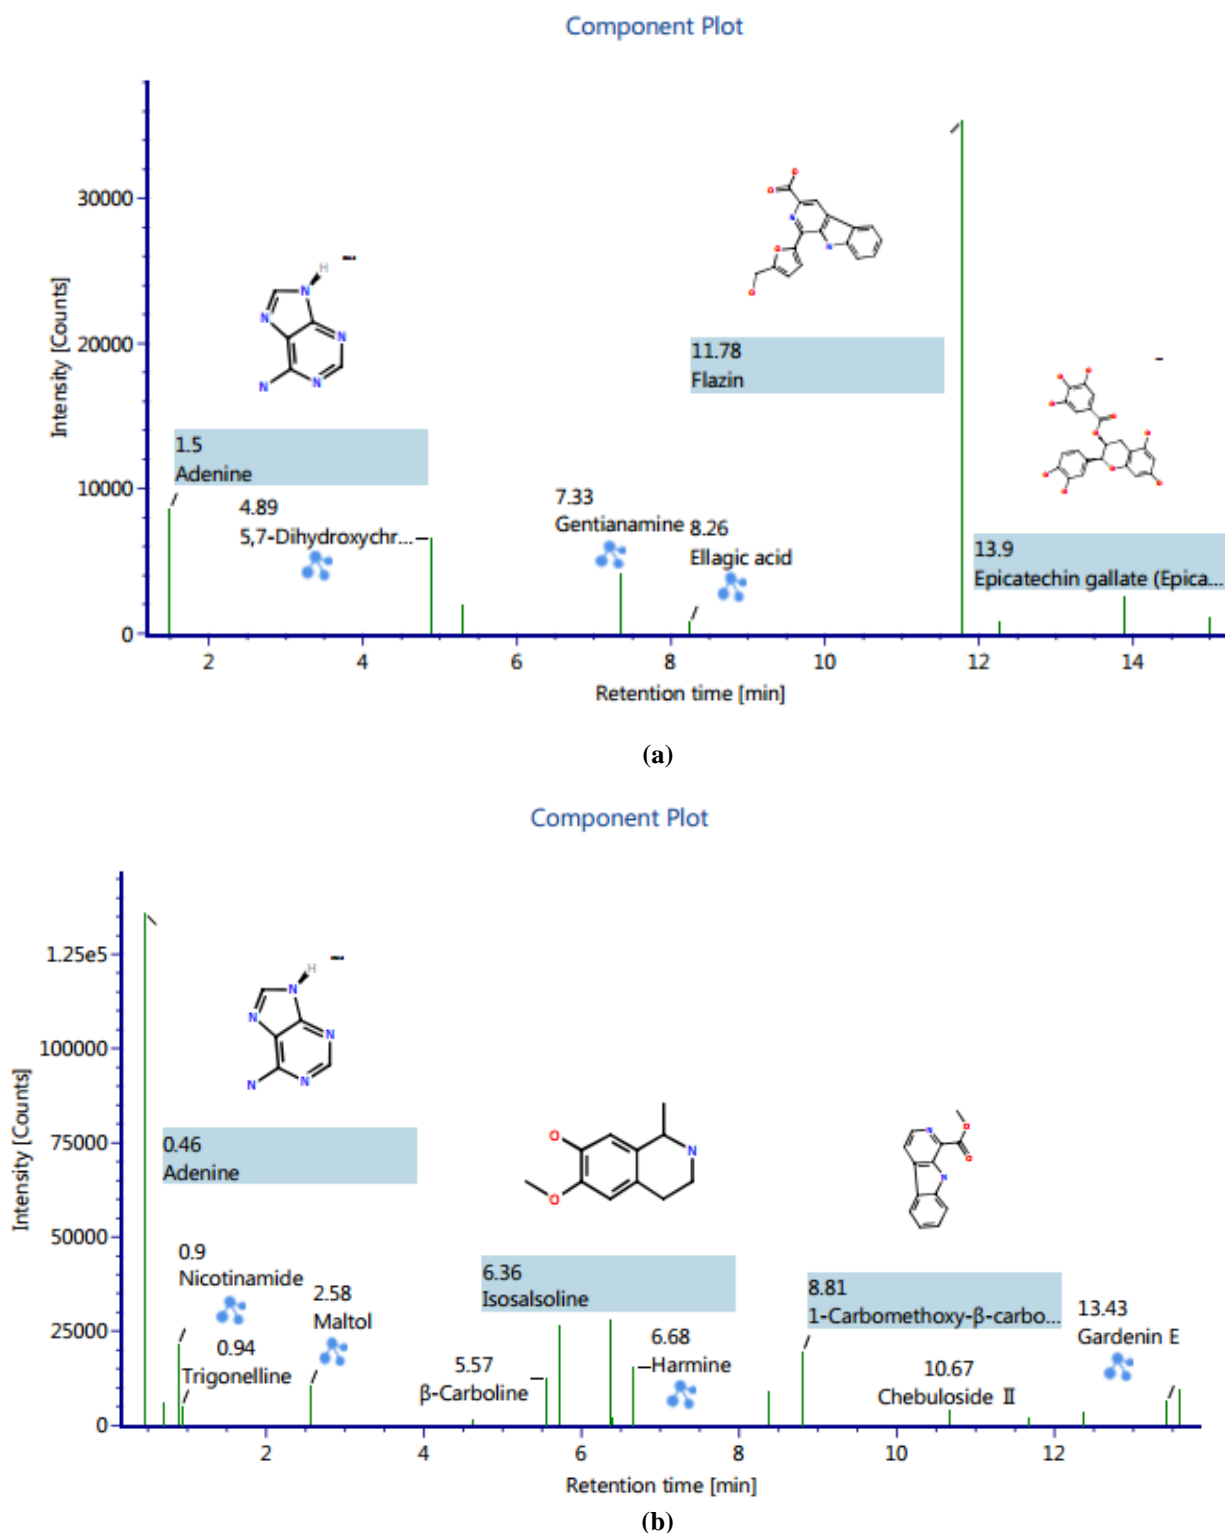 Component Plot
30000
20000
10000
0
Intensity [Counts]
H
N
N
N
N
N
1.5
Adenine
4.89
5,7-Dihydroxychr...
7.33
Gentianamine
8.26
Ellagic acid
11.78
Flazin
13.9
Epicatechin gallate (Epica...
2
4
6
8
10
12
14
Retention time [min]
(a)
Component Plot
1.25e5
100000
75000
50000
25000
0
Intensity [Counts]
H
N
N
N
N
N
0.46
Adenine
0.9
Nicotinamide
0.94
Trigonelline
2.58
Maltol
5.57
β-Carboline
O
O
N
6.36
Isosalsoline
6.68
Harmine
8.81
1-Carbomethoxy-β-carbo...
10.67
Chebuloside Ⅱ
13.43
Gardenin E
2
4
6
8
10
12
Retention time [min]
(b)